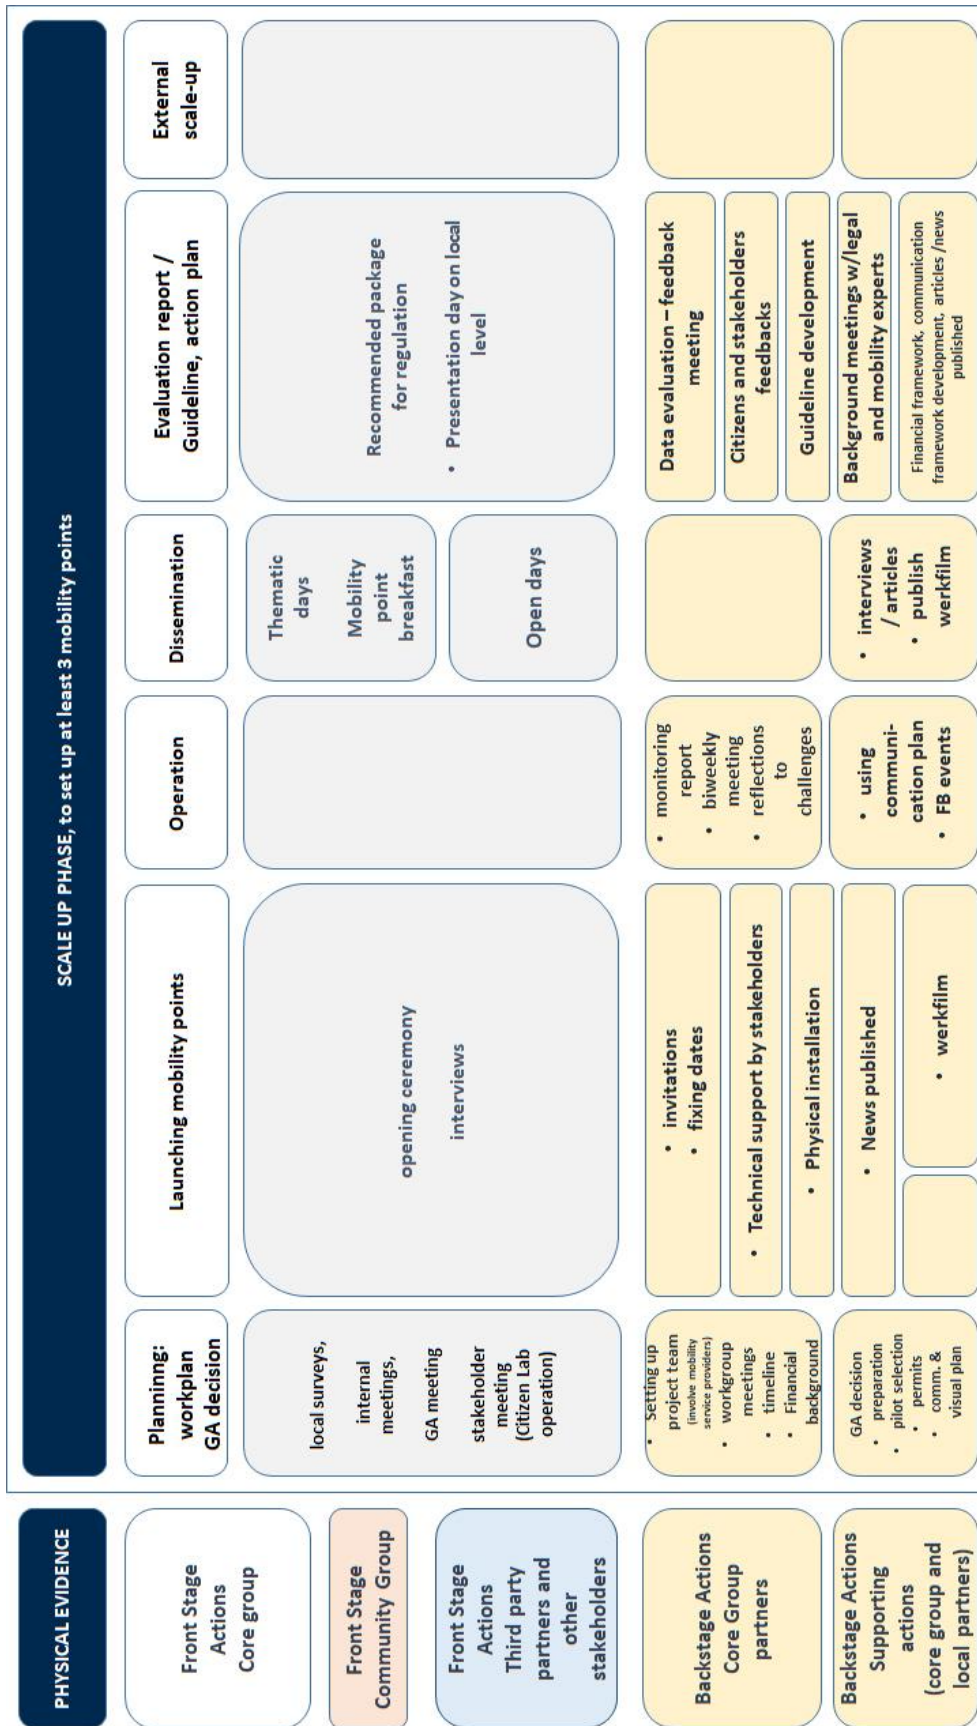 PHYSICAL EVIDENCE
SCALE UP PHASE, to set up at least 3 mobility points
Front Stage
Actions
Core group
Planninng:
workplan
GA decision
Launching mobility points
Operation
Dissemination
Evaluation report /
Guideline, action plan
External
scale-up
Front Stage
Community Group
Front Stage
Actions
Third party
partners and
other
stakeholders
local surveys,
internal
meetings,
GA meeting
stakeholder
meeting
(Citizen Lab
operation)
opening ceremony
interviews
Thematic
days
Mobility
point
breakfast
Open days
Recommended package
for regulation
• Presentation day on local
level
Backstage Actions
Core Group
partners
• Setting up
project team
(involve mobility
service providers)
• workgroup
meetings
• timeline
• Financial
background
• invitations
• fixing dates
• Technical support by stakeholders
• Physical installation
• monitoring
report
• biweekly
meeting
• reflections
to
challenges
Data evaluation – feedback
meeting
Citizens and stakeholders
feedbacks
Guideline development
Backstage Actions
Supporting
actions
(core group and
local partners)
GA decision
• preparation
• pilot selection
• permits
• comm. &
visual plan
• News published
• werkfilm
• using
communi-
cation plan
• FB events
• interviews
/ articles
• publish
werkfilm
Background meetings w/legal
and mobility experts
Financial framework, communication
framework development, articles /news
published